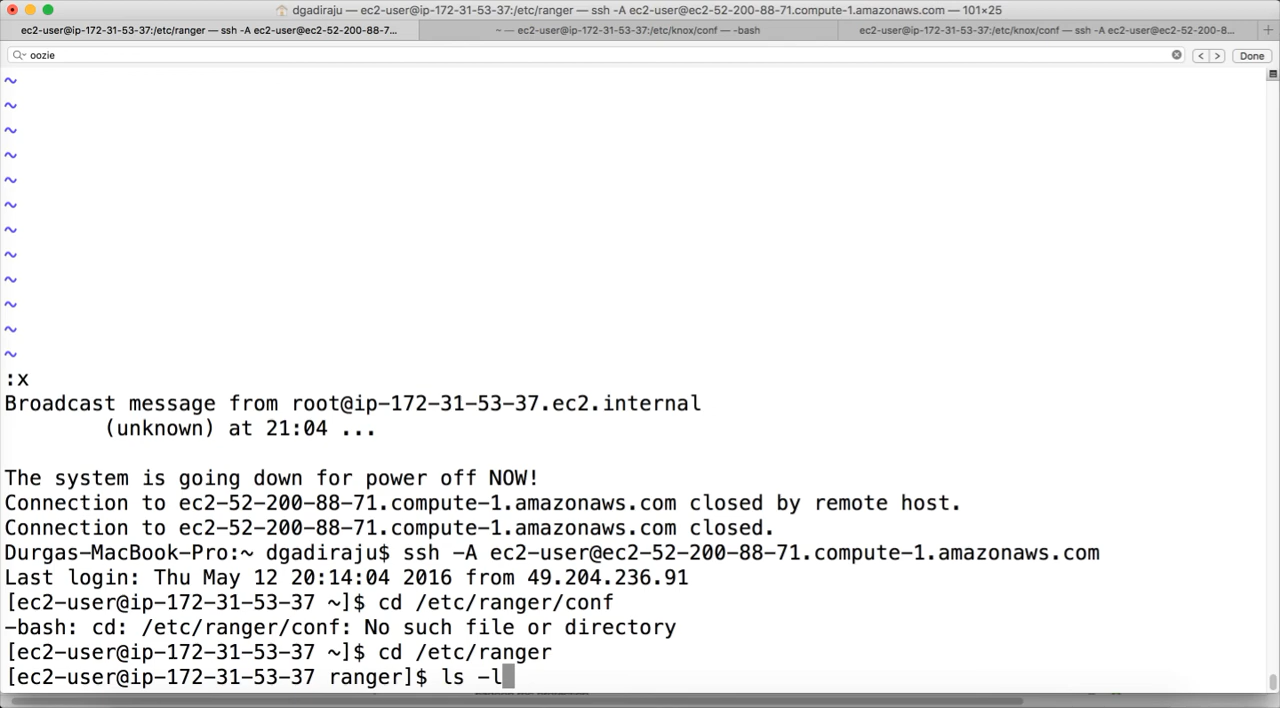 dgadiraju — ec2-user@ip-172-31-53-37:/etc/ranger — ssh -A ec2-user@ec2-52-200-88-71.compute-1.amazonaws.com — 101×25
ec2-user@ip-172-31-53-37:/etc/ranger — ssh -A ec2-user@ec2-52-200-88-7...
~ — ec2-user@ip-172-31-53-37:/etc/knox/conf — -bash
ec2-user@ip-172-31-53-37:/etc/knox/conf — ssh -A ec2-user@ec2-52-200-8...
oozie
Done
~
~
~
~
~
~
~
~
~
~
~
~
:x
Broadcast message from root@ip-172-31-53-37.ec2.internal
(unknown) at 21:04 ...
The system is going down for power off NOW!
Connection to ec2-52-200-88-71.compute-1.amazonaws.com closed by remote host.
Connection to ec2-52-200-88-71.compute-1.amazonaws.com closed.
Durgas-MacBook-Pro:~ dgadiraju$ ssh -A ec2-user@ec2-52-200-88-71.compute-1.amazonaws.com
Last login: Thu May 12 20:14:04 2016 from 49.204.236.91
[ec2-user@ip-172-31-53-37 ~]$ cd /etc/ranger/conf
-bash: cd: /etc/ranger/conf: No such file or directory
[ec2-user@ip-172-31-53-37 ~]$ cd /etc/ranger
[ec2-user@ip-172-31-53-37 ranger]$ ls -l